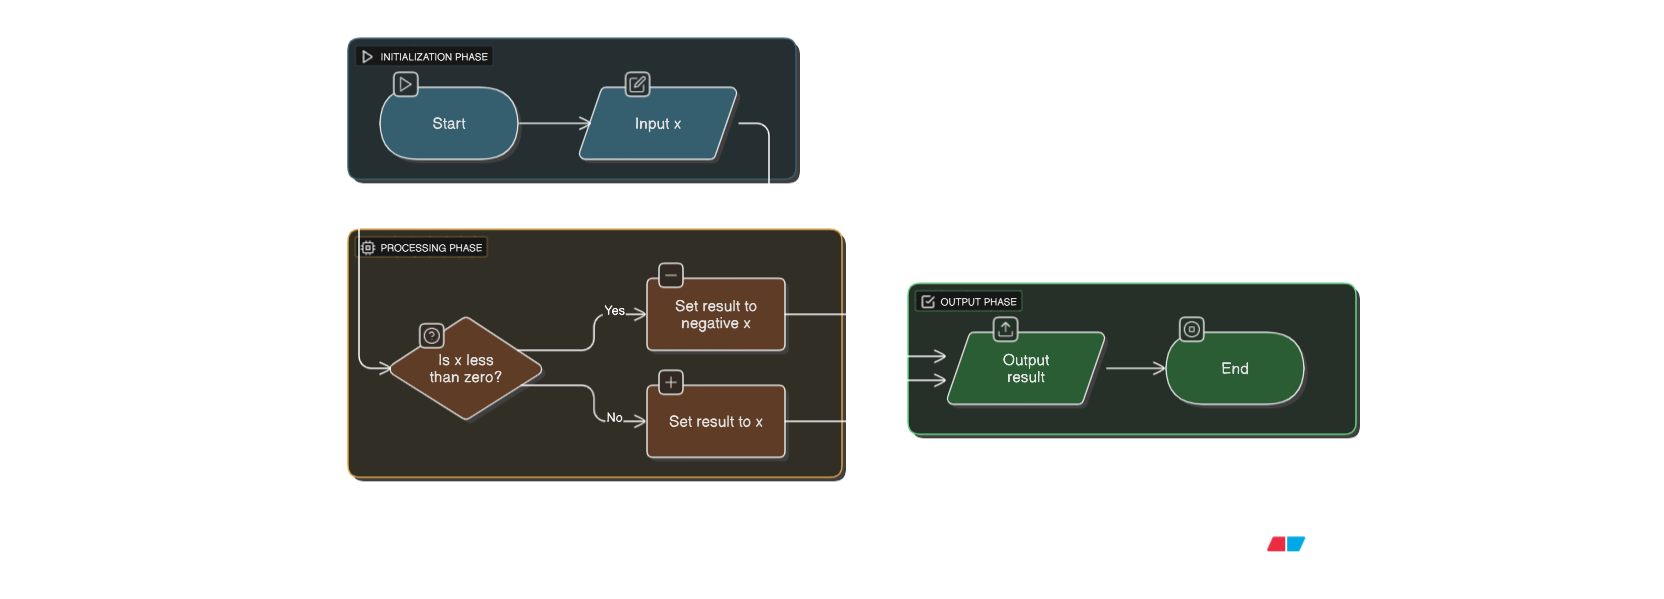 INITIALIZATION PHASE
Start
Input x
PROCESSING PHASE
Is x less
than zero?
Yes
No
Set result to
negative x
Set result to x
OUTPUT PHASE
Output
result
End